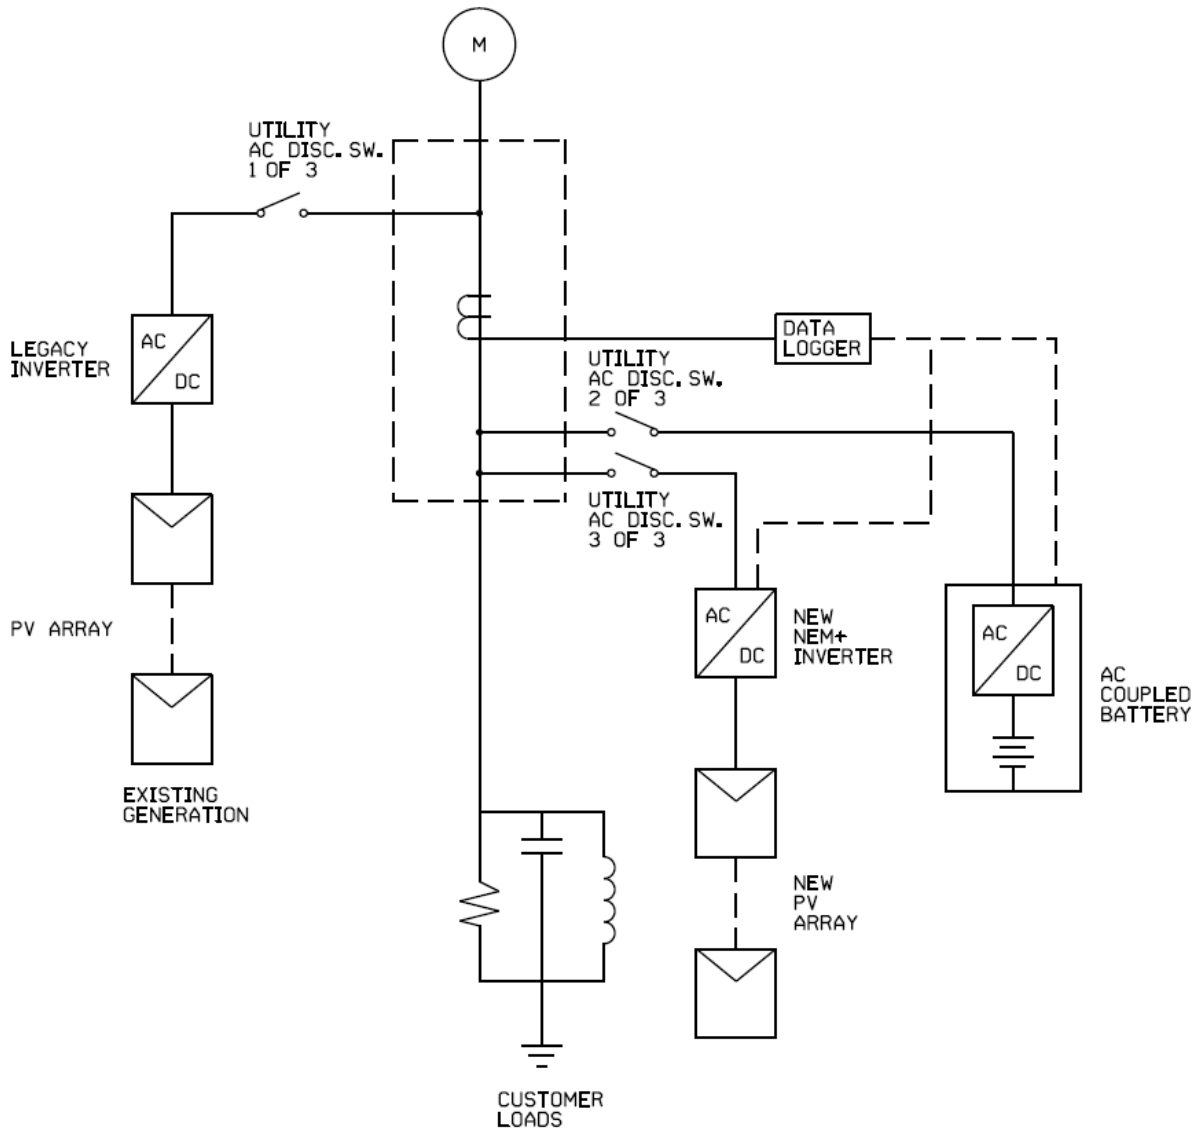 M
UTILITY
AC DISC. SW.
1 OF 3
AC
DC
LEGACY
INVERTER
DATA
LOGGER
UTILITY
AC DISC. SW.
2 OF 3
UTILITY
AC DISC. SW.
3 OF 3
PV ARRAY
AC
DC
NEW
NEM+
INVERTER
AC
DC
AC
COUPLED
BATTERY
EXISTING
GENERATION
NEW
PV
ARRAY
CUSTOMER
LOADS